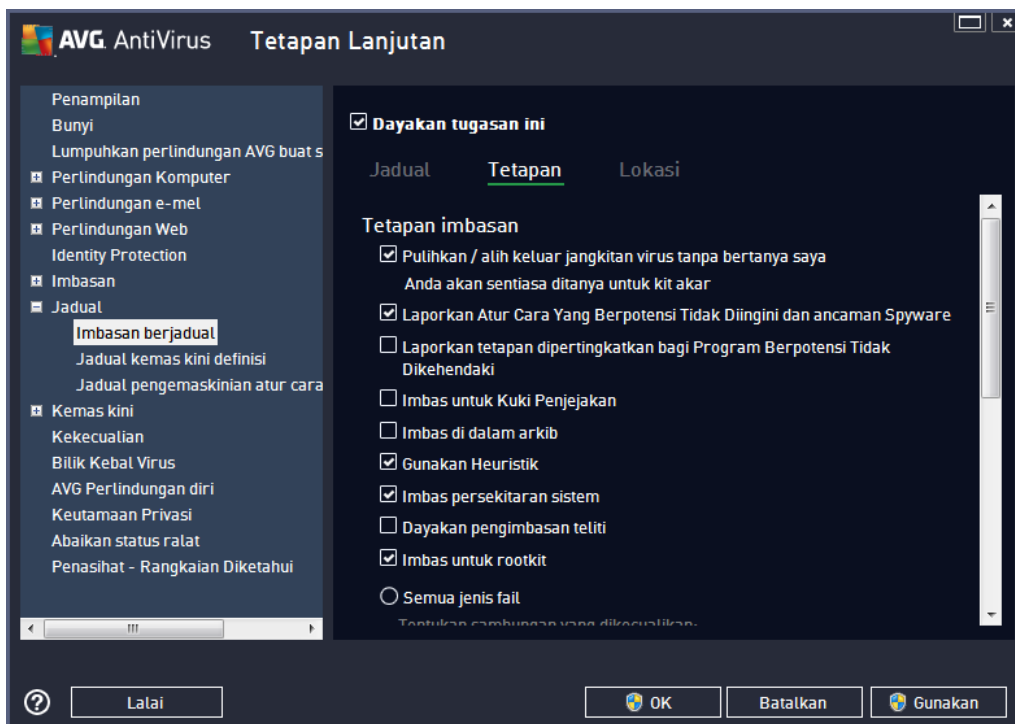 AVG AntiVirus Tetapan Lanjutan
Penampilan
Bunyi
Lumpuhkan perlindungan AVG buat s
Perlindungan Komputer
Perlindungan e-mel
Perlindungan Web
Identity Protection
Imbasan
Jadual
Imbasan berjadual
Jadual kemas kini definisi
Jadual pengemaskinian atur cara
Kemas kini
Kekecualian
Bilik Kebal Virus
AVG Perlindungan diri
Keutamaan Privasi
Abaikan status ralat
Penasihat - Rangkaian Diketahui
Dayakan tugasan ini
Jadual Tetapan Lokasi
Tetapan imbasan
Pulihkan / alih keluar jangkitan virus tanpa bertanya saya
Anda akan sentiasa ditanya untuk kit akar
Laporkan Atur Cara Yang Berpotensi Tidak Diingini dan ancaman Spyware
Laporkan tetapan dipertingkatkan bagi Program Berpotensi Tidak
Dikehendaki
Imbas untuk Kuki Penjejakan
Imbas di dalam arkib
Gunakan Heuristik
Imbas persekitaran sistem
Dayakan pengimbasan teliti
Imbas untuk rootkit
Semua jenis fail
Tentukan sambungan yang dikecualikan:
Lalai OK Batalkan Gunakan